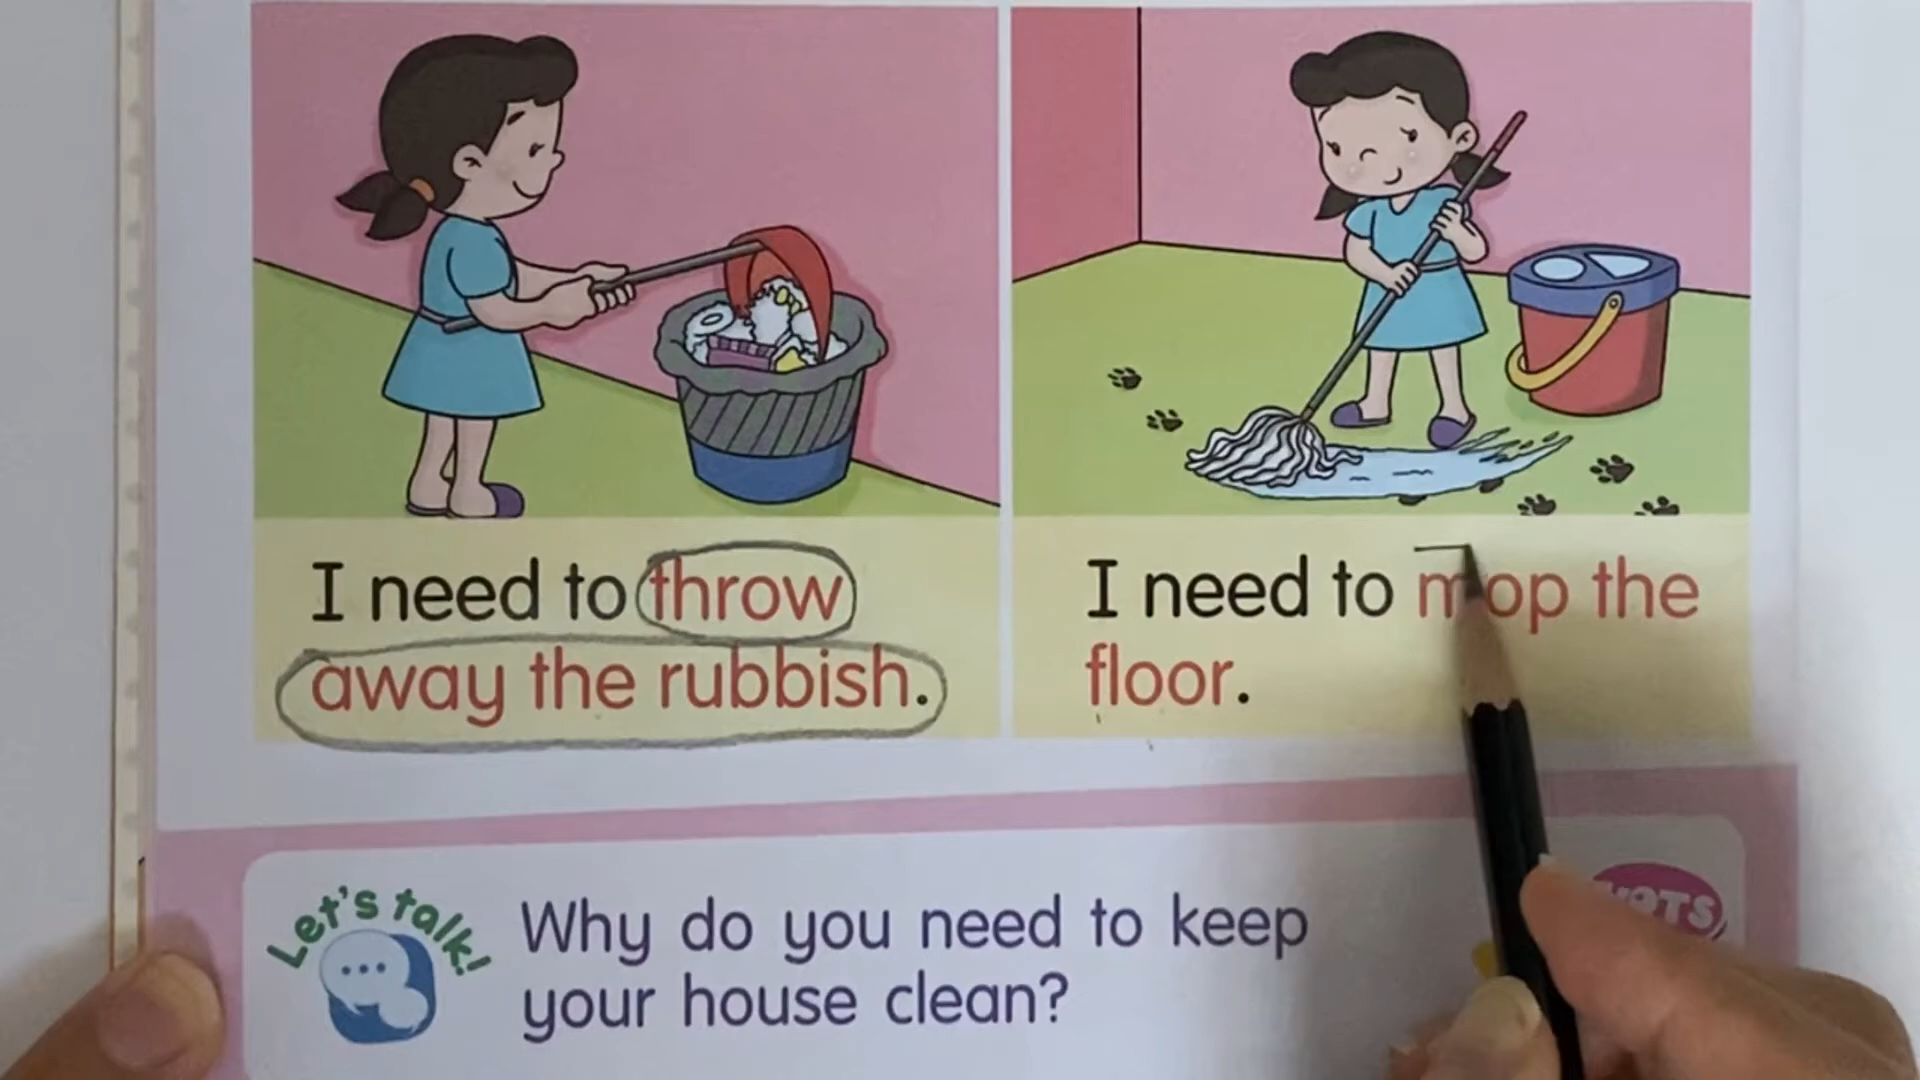 I need to throw
away the rubbish.
I need to mop the
floor.
Let's talk!
Why do you need to keep
your house clean?